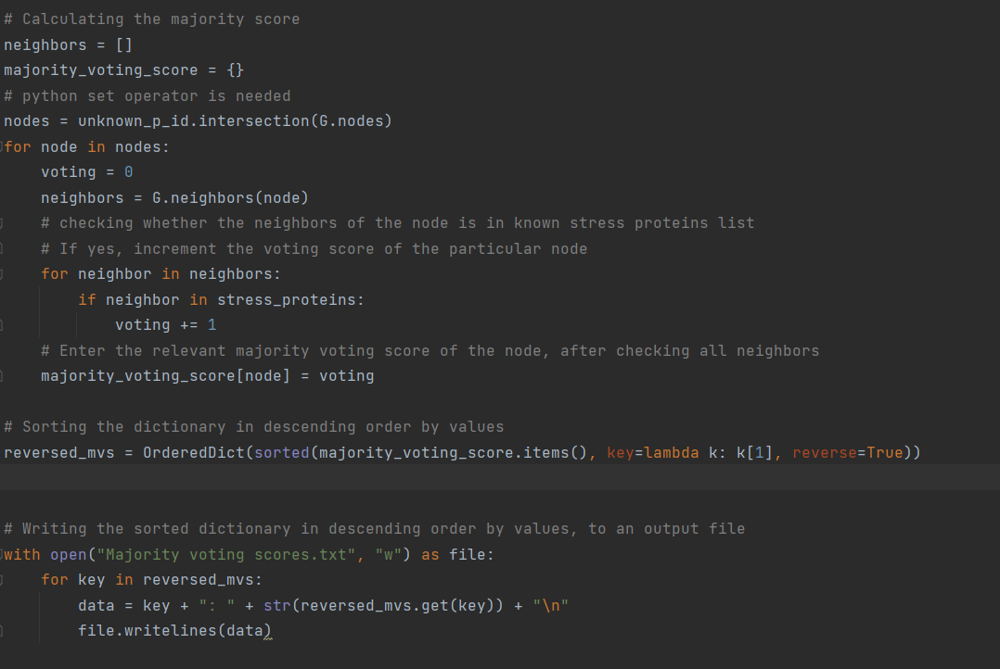 # Calculating the majority score
neighbors = []
majority_voting_score = {}
# python set operator is needed
nodes = unknown_p_id.intersection(G.nodes)
for node in nodes:
    voting = 0
    neighbors = G.neighbors(node)
    # checking whether the neighbors of the node is in known stress proteins list
    # If yes, increment the voting score of the particular node
    for neighbor in neighbors:
        if neighbor in stress_proteins:
            voting += 1
    # Enter the relevant majority voting score of the node, after checking all neighbors
    majority_voting_score[node] = voting
# Sorting the dictionary in descending order by values
reversed_mvs = OrderedDict(sorted(majority_voting_score.items(), key=lambda k: k[1], reverse=True))
# Writing the sorted dictionary in descending order by values, to an output file
with open("Majority voting scores.txt", "w") as file:
    for key in reversed_mvs:
        data = key + ": " + str(reversed_mvs.get(key)) + "\n"
        file.writelines(data)